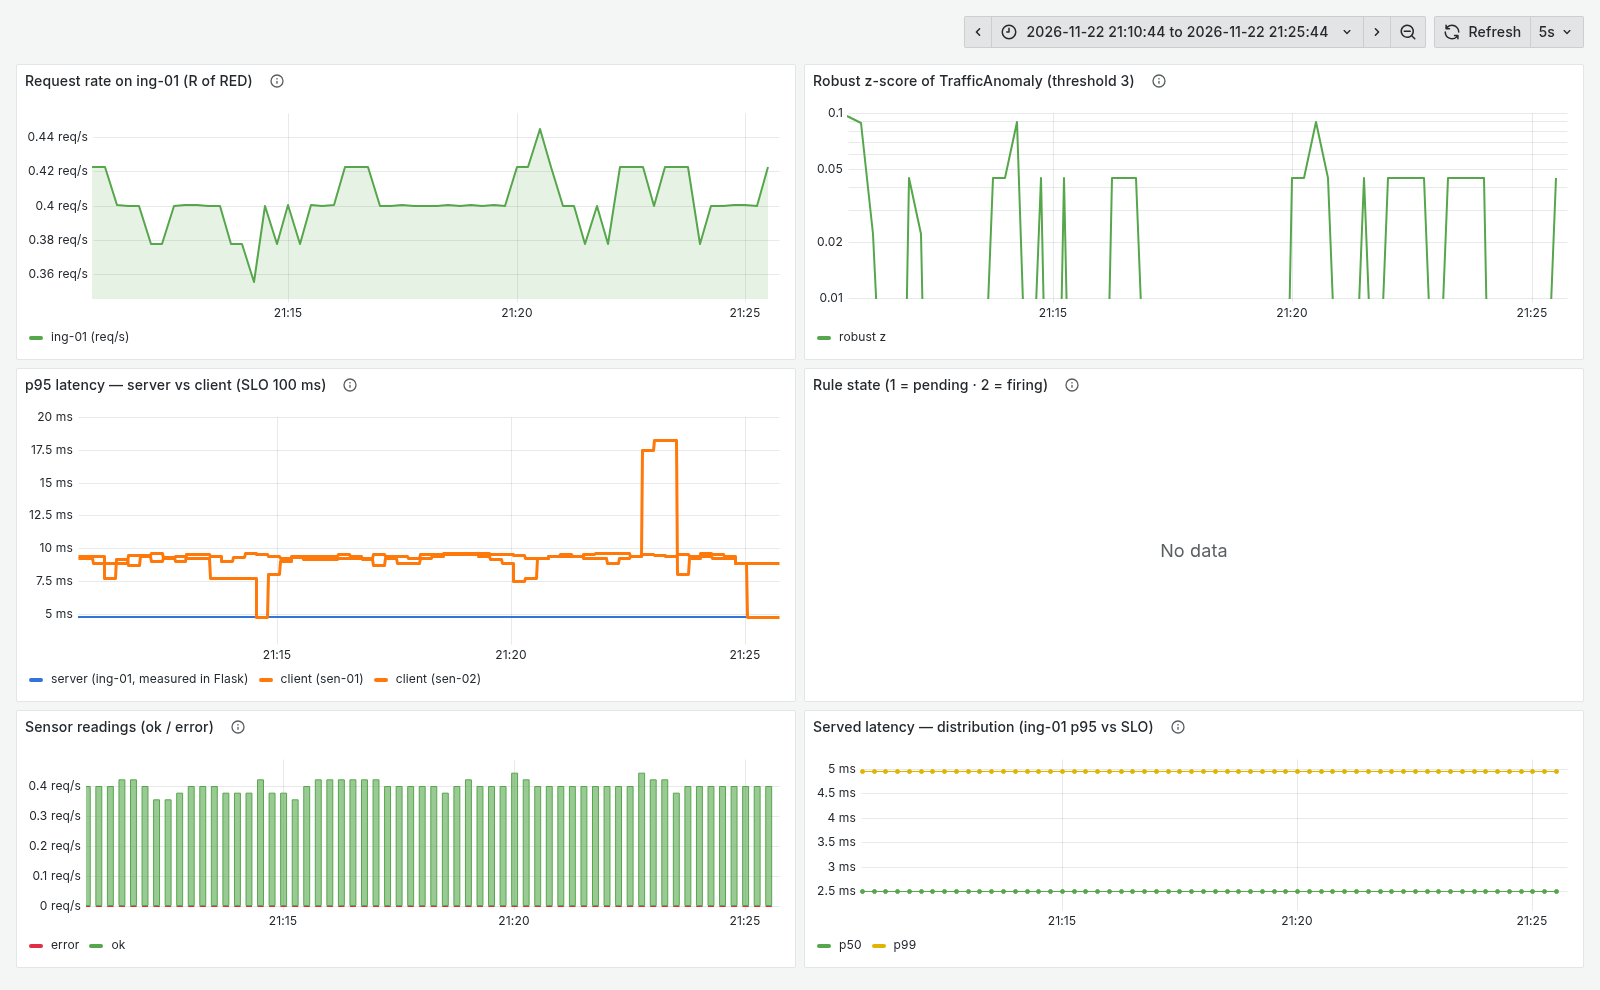 2026-11-22 21:10:44 to 2026-11-22 21:25:44
Refresh
5s
Request rate on ing-01 (R of RED)
0.44 req/s
0.42 req/s
0.4 req/s
0.38 req/s
0.36 req/s
21:15
21:20
21:25
ing-01 (req/s)
Robust z-score of TrafficAnomaly (threshold 3)
0.1
0.05
0.02
0.01
21:15
21:20
21:25
robust z
p95 latency — server vs client (SLO 100 ms)
20 ms
17.5 ms
15 ms
12.5 ms
10 ms
7.5 ms
5 ms
21:15
21:20
21:25
server (ing-01, measured in Flask)
client (sen-01)
client (sen-02)
Rule state (1 = pending · 2 = firing)
No data
Sensor readings (ok / error)
0.4 req/s
0.3 req/s
0.2 req/s
0.1 req/s
0 req/s
21:15
21:20
21:25
error
ok
Served latency — distribution (ing-01 p95 vs SLO)
5 ms
4.5 ms
4 ms
3.5 ms
3 ms
2.5 ms
21:15
21:20
21:25
p50
p99